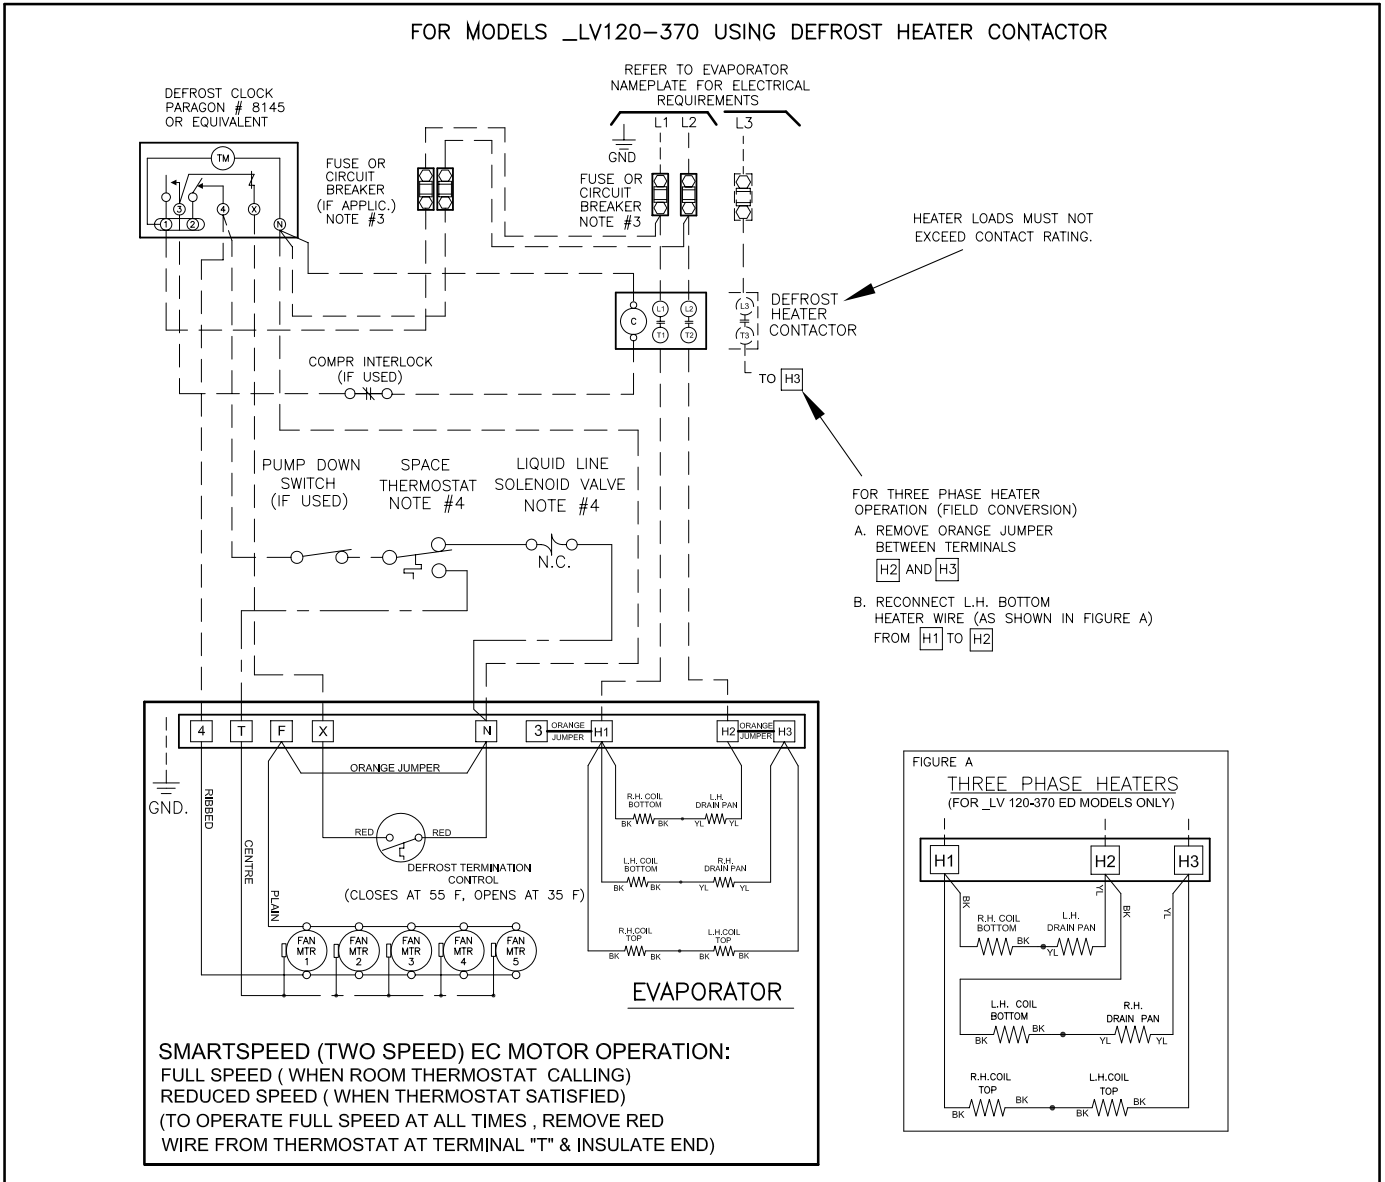 FOR MODELS _LV120-370 USING DEFROST HEATER CONTACTOR
REFER TO EVAPORATOR
NAMEPLATE FOR ELECTRICAL
REQUIREMENTS
DEFROST CLOCK
PARAGON # 8145
OR EQUIVALENT
L1 L2 L3
GND
TM
3 4 X
1 2 N
FUSE OR
CIRCUIT
BREAKER
(IF APPLIC.)
NOTE #3
FUSE OR
CIRCUIT
BREAKER
NOTE #3
HEATER LOADS MUST NOT
EXCEED CONTACT RATING.
C
L1 L2 L3
T1 T2 T3
DEFROST
HEATER
CONTACTOR
TO H3
COMPR INTERLOCK
(IF USED)
PUMP DOWN
SWITCH
(IF USED)
SPACE
THERMOSTAT
NOTE #4
LIQUID LINE
SOLENOID VALVE
NOTE #4
N.C.
FOR THREE PHASE HEATER
OPERATION (FIELD CONVERSION)
A. REMOVE ORANGE JUMPER
BETWEEN TERMINALS
H2 AND H3
B. RECONNECT L.H. BOTTOM
HEATER WIRE (AS SHOWN IN FIGURE A)
FROM H1 TO H2
4 T F X N 3 ORANGE JUMPER H1 H2 ORANGE JUMPER H3
GND.
ORANGE JUMPER
RIBBED
CENTRE
PLAIN
RED RED
DEFROST TERMINATION
CONTROL
(CLOSES AT 55 F, OPENS AT 35 F)
R.H. COIL
BOTTOM
L.H.
DRAIN PAN
BK BK YL YL
L.H. COIL
BOTTOM
R.H.
DRAIN PAN
BK BK YL YL
R.H.COIL
TOP
L.H.COIL
TOP
BK BK BK BK
FAN
MTR
1
FAN
MTR
2
FAN
MTR
3
FAN
MTR
4
FAN
MTR
5
EVAPORATOR
SMARTSPEED (TWO SPEED) EC MOTOR OPERATION:
FULL SPEED ( WHEN ROOM THERMOSTAT CALLING)
REDUCED SPEED ( WHEN THERMOSTAT SATISFIED)
(TO OPERATE FULL SPEED AT ALL TIMES , REMOVE RED
WIRE FROM THERMOSTAT AT TERMINAL "T" & INSULATE END)
FIGURE A
THREE PHASE HEATERS
(FOR _LV 120-370 ED MODELS ONLY)
H1 H2 H3
BK YL BK YL
R.H. COIL
BOTTOM
L.H.
DRAIN PAN
BK YL
L.H. COIL
BOTTOM
R.H.
DRAIN PAN
BK BK YL YL
R.H.COIL
TOP
L.H.COIL
TOP
BK BK BK BK